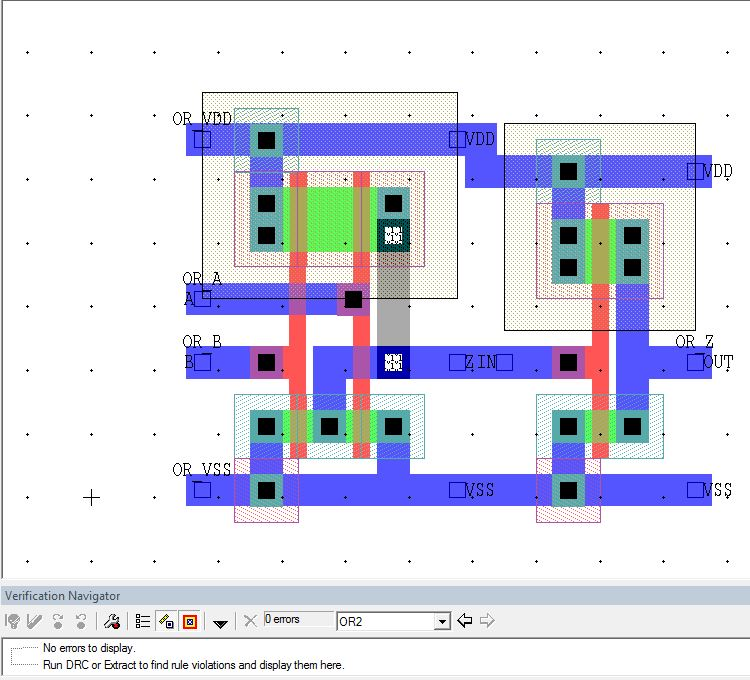 OR_VDD
VDD
VDD
OR_A
A
OR_B
OR_Z
B
Z IN
OUT
OR_VSS
VSS
VSS
Verification Navigator
0 errors
OR2
No errors to display.
Run DRC or Extract to find rule violations and display them here.